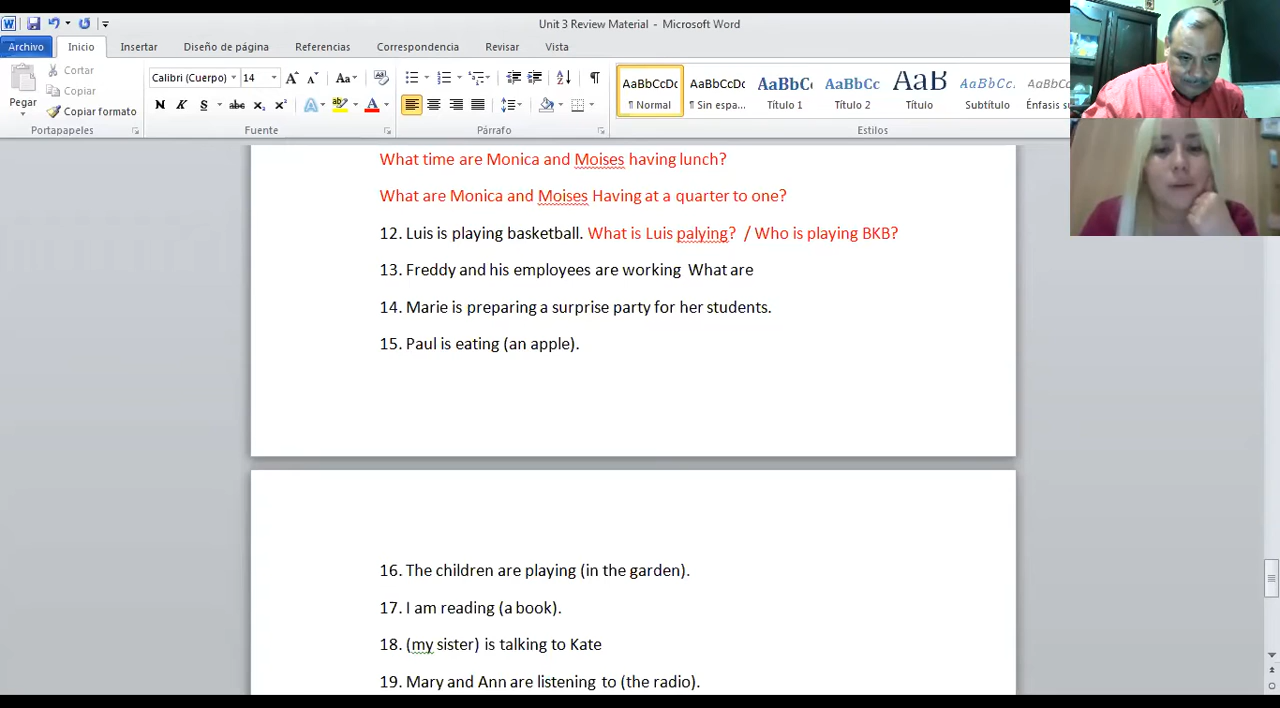 Unit 3 Review Material - Microsoft Word
Archivo Inicio Insertar Diseño de página Referencias Correspondencia Revisar Vista
Pegar
Cortar
Copiar
Copiar formato
Portapapeles
Calibri (Cuerpo) 14
Fuente
Párrafo
AaBbCcDc AaBbCcDc AaBbC AaBbCc AaB AaBbCc. AaBbCc
¶ Normal ¶ Sin espa... Título 1 Título 2 Título Subtítulo Énfasis su
Estilos
What time are Monica and Moises having lunch?
What are Monica and Moises Having at a quarter to one?
12. Luis is playing basketball. What is Luis palying? / Who is playing BKB?
13. Freddy and his employees are working What are
14. Marie is preparing a surprise party for her students.
15. Paul is eating (an apple).
16. The children are playing (in the garden).
17. I am reading (a book).
18. (my sister) is talking to Kate
19. Mary and Ann are listening to (the radio).